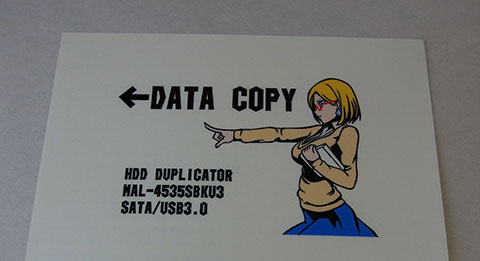 ←DATA COPY
HDD DUPLICATOR
MAL-4535SBKU3
SATA/USB3.0